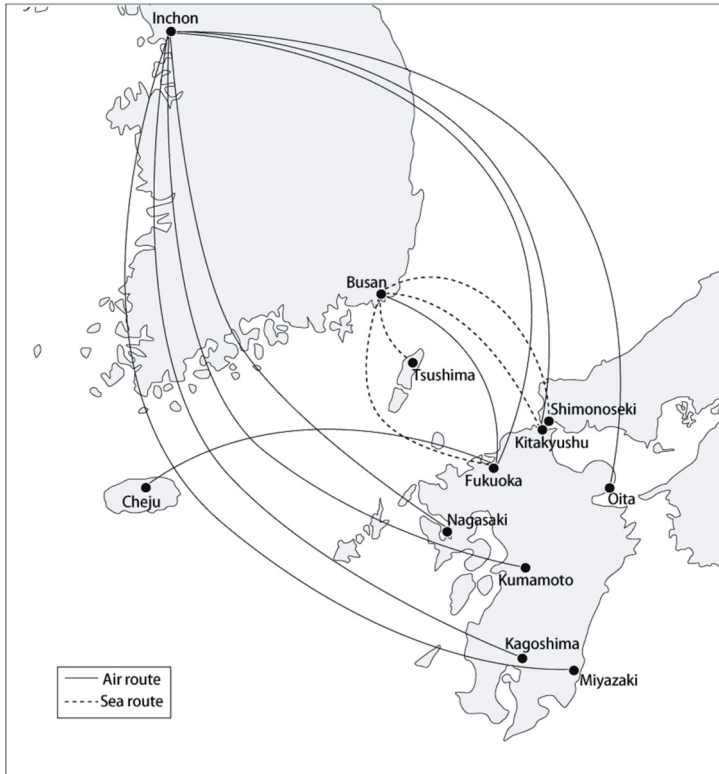 Inchon
Busan
Tsushima
Shimonoseki
Kitakyushu
Fukuoka
Oita
Cheju
Nagasaki
Kumamoto
Kagoshima
Miyazaki
Air route
Sea route